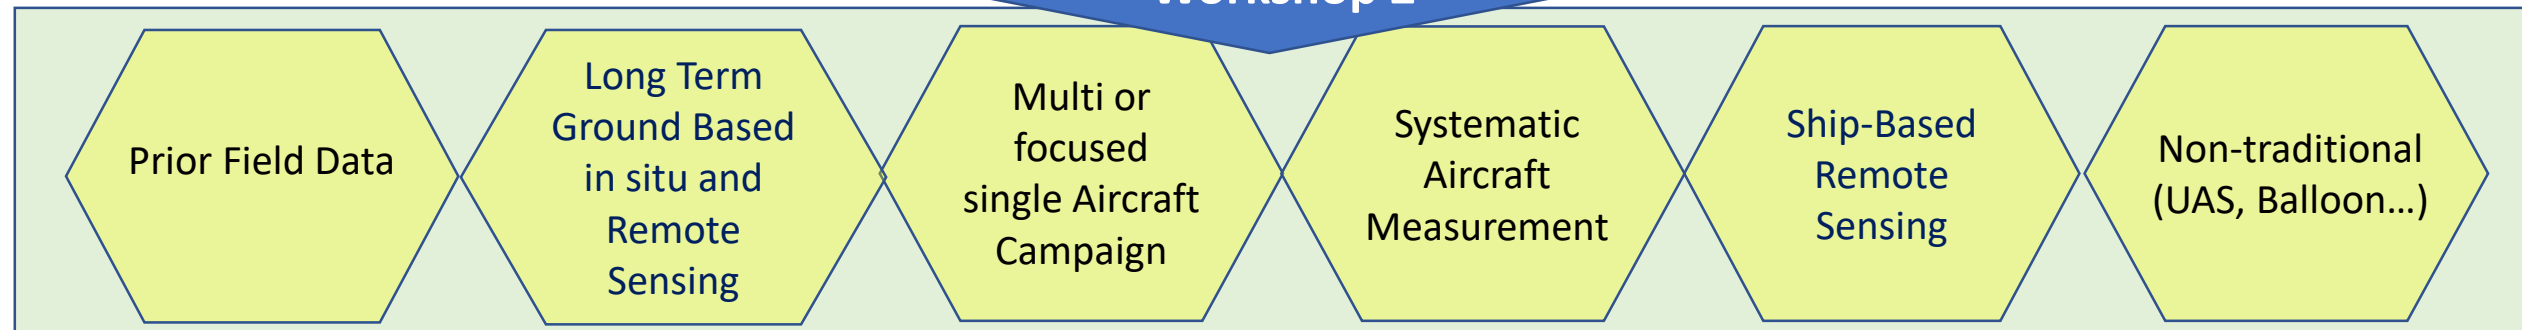 Workshop
Prior Field Data
Long Term
Ground Based
in situ and
Remote
Sensing
Multi or
focused
single Aircraft
Campaign
Systematic
Aircraft
Measurement
Ship-Based
Remote
Sensing
Non-traditional
(UAS, Balloon…)